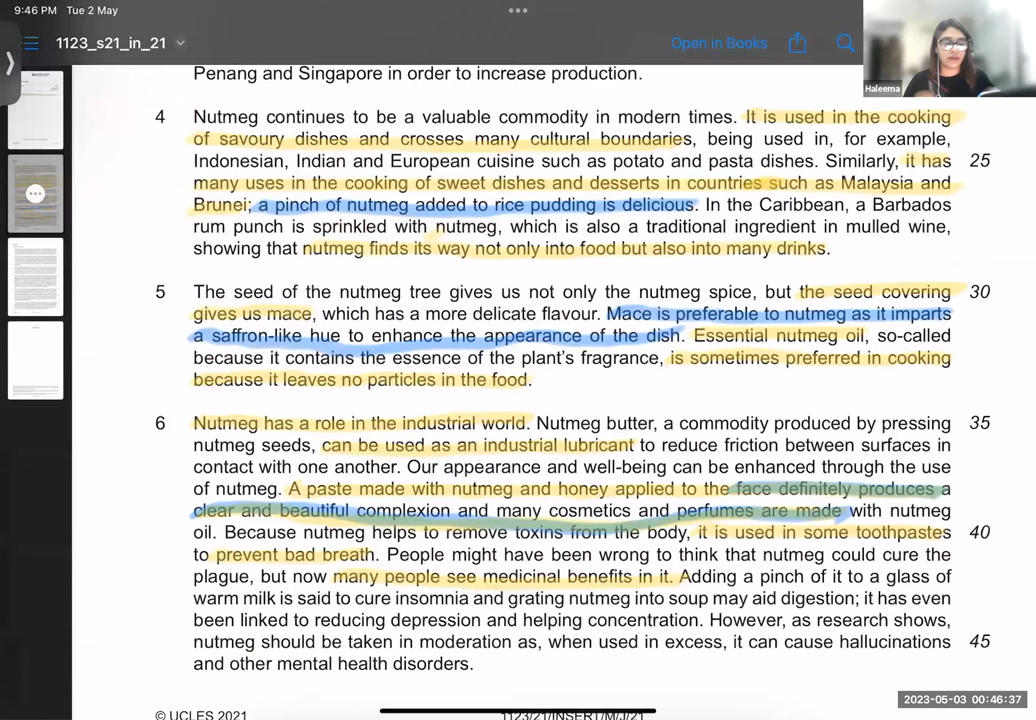 9:46 PM Tue 2 May
1123_s21_in_21
Open in Books
Haleema
Penang and Singapore in order to increase production.
4 Nutmeg continues to be a valuable commodity in modern times. It is used in the cooking
of savoury dishes and crosses many cultural boundaries, being used in, for example,
Indonesian, Indian and European cuisine such as potato and pasta dishes. Similarly, it has 25
many uses in the cooking of sweet dishes and desserts in countries such as Malaysia and
Brunei; a pinch of nutmeg added to rice pudding is delicious. In the Caribbean, a Barbados
rum punch is sprinkled with nutmeg, which is also a traditional ingredient in mulled wine,
showing that nutmeg finds its way not only into food but also into many drinks.
5 The seed of the nutmeg tree gives us not only the nutmeg spice, but the seed covering 30
gives us mace, which has a more delicate flavour. Mace is preferable to nutmeg as it imparts
a saffron-like hue to enhance the appearance of the dish. Essential nutmeg oil, so-called
because it contains the essence of the plant's fragrance, is sometimes preferred in cooking
because it leaves no particles in the food.
6 Nutmeg has a role in the industrial world. Nutmeg butter, a commodity produced by pressing 35
nutmeg seeds, can be used as an industrial lubricant to reduce friction between surfaces in
contact with one another. Our appearance and well-being can be enhanced through the use
of nutmeg. A paste made with nutmeg and honey applied to the face definitely produces a
clear and beautiful complexion and many cosmetics and perfumes are made with nutmeg
oil. Because nutmeg helps to remove toxins from the body, it is used in some toothpastes 40
to prevent bad breath. People might have been wrong to think that nutmeg could cure the
plague, but now many people see medicinal benefits in it. Adding a pinch of it to a glass of
warm milk is said to cure insomnia and grating nutmeg into soup may aid digestion; it has even
been linked to reducing depression and helping concentration. However, as research shows,
nutmeg should be taken in moderation as, when used in excess, it can cause hallucinations 45
and other mental health disorders.
2023-05-03 00:46:37
© UCLES 2021 1123/21/INSERT/M/J/21